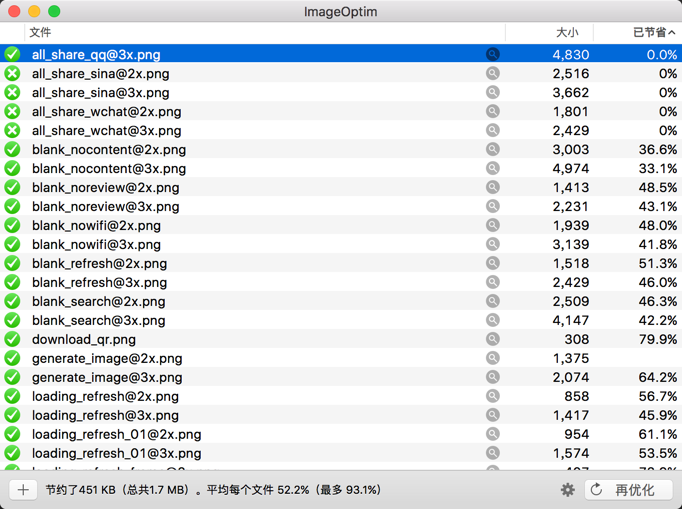 ImageOptim
文件 大小 已节省
all_share_qq@3x.png 4,830 0.0%
all_share_sina@2x.png 2,516 0%
all_share_sina@3x.png 3,662 0%
all_share_wchat@2x.png 1,801 0%
all_share_wchat@3x.png 2,429 0%
blank_nocontent@2x.png 3,003 36.6%
blank_nocontent@3x.png 4,974 33.1%
blank_noreview@2x.png 1,413 48.5%
blank_noreview@3x.png 2,231 43.1%
blank_nowifi@2x.png 1,939 48.0%
blank_nowifi@3x.png 3,139 41.8%
blank_refresh@2x.png 1,518 51.3%
blank_refresh@3x.png 2,429 46.0%
blank_search@2x.png 2,509 46.3%
blank_search@3x.png 4,147 42.2%
download_qr.png 308 79.9%
generate_image@2x.png 1,375
generate_image@3x.png 2,074 64.2%
loading_refresh@2x.png 858 56.7%
loading_refresh@3x.png 1,417 45.9%
loading_refresh_01@2x.png 954 61.1%
loading_refresh_01@3x.png 1,574 53.5%
节约了451 KB（总共1.7 MB）。平均每个文件 52.2%（最多 93.1%） 再优化